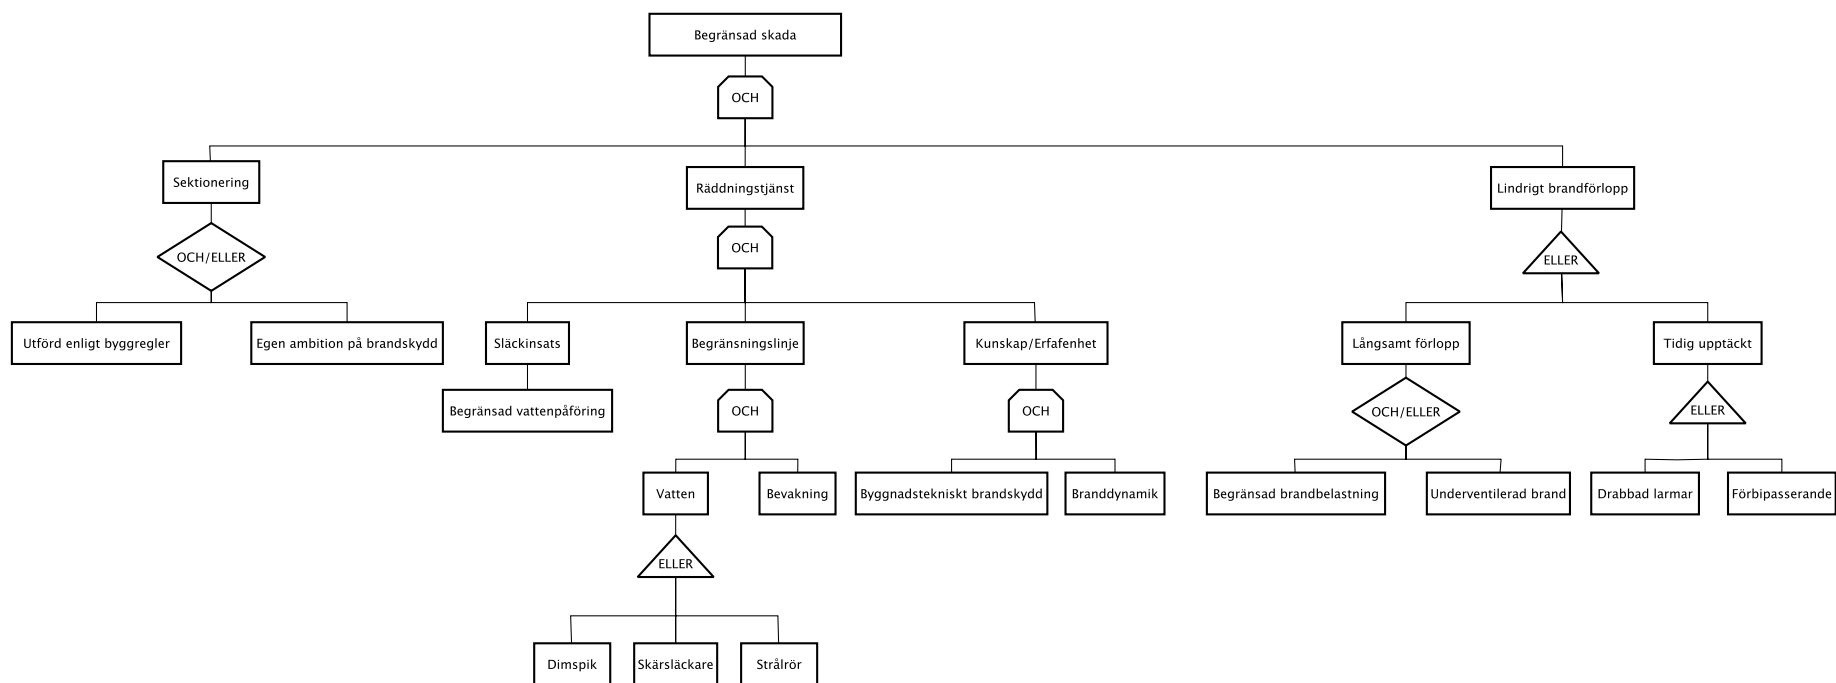 Begränsad skada
OCH
Sektionering
Räddningstjänst
Lindrigt brandförlopp
OCH/ELLER
OCH
ELLER
Utförd enligt byggregler
Egen ambition på brandskydd
Släckinsats
Begränsningslinje
Kunskap/Erfafenhet
Långsamt förlopp
Tidig upptäckt
Begränsad vattenpåföring
OCH
OCH
OCH/ELLER
ELLER
Vatten
Bevakning
Byggnadstekniskt brandskydd
Branddynamik
Begränsad brandbelastning
Underventilerad brand
Drabbad larmar
Förbipasserande
ELLER
Dimspik
Skärsläckare
Strålrör